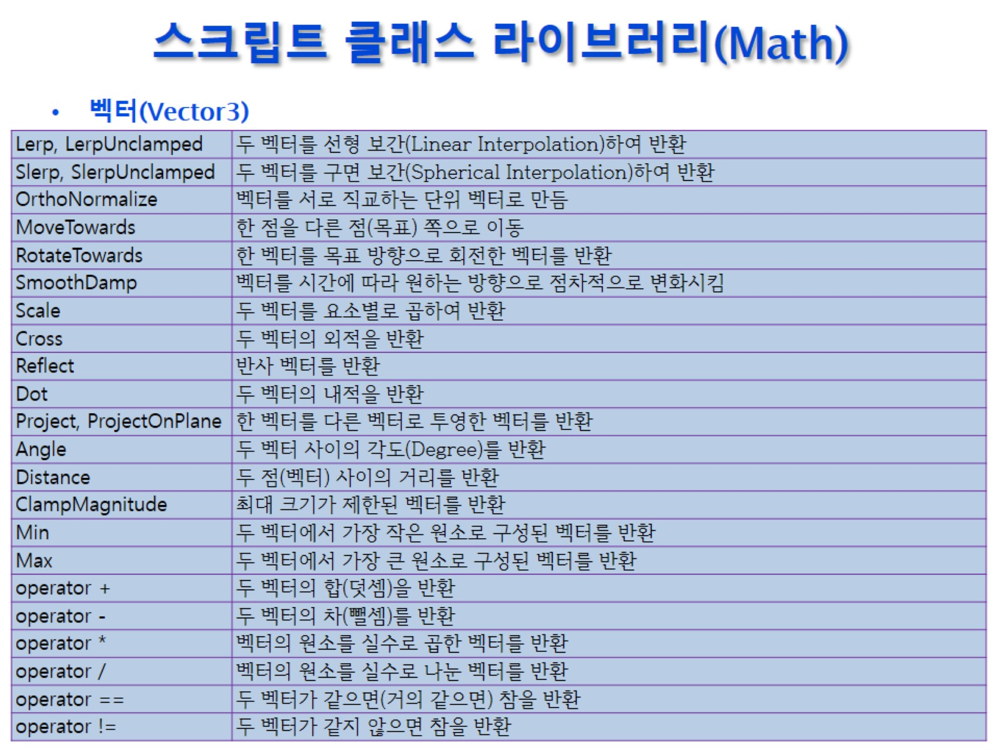 스크립트 클래스 라이브러리(Math)
• 벡터(Vector3)
Lerp, LerpUnclamped 두 벡터를 선형 보간(Linear Interpolation)하여 반환
Slerp, SlerpUnclamped 두 벡터를 구면 보간(Spherical Interpolation)하여 반환
OrthoNormalize 벡터를 서로 직교하는 단위 벡터로 만듬
MoveTowards 한 점을 다른 점(목표) 쪽으로 이동
RotateTowards 한 벡터를 목표 방향으로 회전한 벡터를 반환
SmoothDamp 벡터를 시간에 따라 원하는 방향으로 점차적으로 변화시킴
Scale 두 벡터를 요소별로 곱하여 반환
Cross 두 벡터의 외적을 반환
Reflect 반사 벡터를 반환
Dot 두 벡터의 내적을 반환
Project, ProjectOnPlane 한 벡터를 다른 벡터로 투영한 벡터를 반환
Angle 두 벡터 사이의 각도(Degree)를 반환
Distance 두 점(벡터) 사이의 거리를 반환
ClampMagnitude 최대 크기가 제한된 벡터를 반환
Min 두 벡터에서 가장 작은 원소로 구성된 벡터를 반환
Max 두 벡터에서 가장 큰 원소로 구성된 벡터를 반환
operator + 두 벡터의 합(덧셈)을 반환
operator - 두 벡터의 차(뺄셈)를 반환
operator * 벡터의 원소를 실수로 곱한 벡터를 반환
operator / 벡터의 원소를 실수로 나눈 벡터를 반환
operator == 두 벡터가 같으면(거의 같으면) 참을 반환
operator != 두 벡터가 같지 않으면 참을 반환